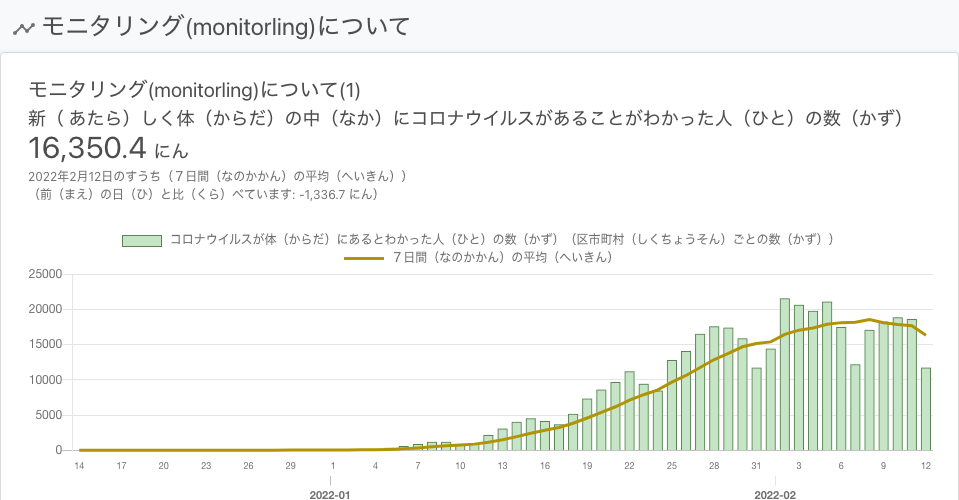 モニタリング(monitorling)について
モニタリング(monitorling)について(1)
新（ あたら）しく体（からだ）の中（なか）にコロナウイルスがあることがわかった人（ひと）の数（かず）
16,350.4 にん
2022年2月12日のすうち（７日間（なのかかん）の平均（へいきん））
（前（まえ）の日（ひ）と比（くら）べています: -1,336.7 にん）
コロナウイルスが体（からだ）にあるとわかった人（ひと）の数（かず）（区市町村（しくちょうそん）ごとの数（かず））
７日間（なのかかん）の平均（へいきん）
25000
20000
15000
10000
5000
0
14 17 20 23 26 29 1 4 7 10 13 16 19 22 25 28 31 3 6 9 12
2022-01 2022-02